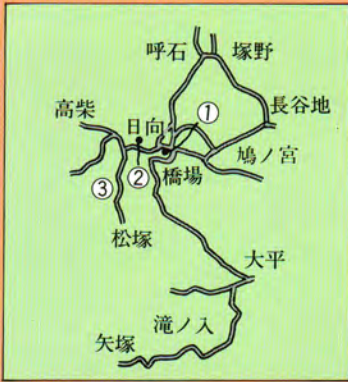 呼石
塚野
①
高柴
日向
長谷地
鳩ノ宮
②
橋場
③
松塚
大平
滝ノ入
矢塚